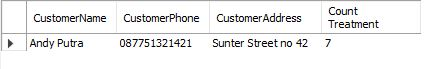 CustomerName CustomerPhone CustomerAddress Count Treatment
Andy Putra 087751321421 Sunter Street no 42 7